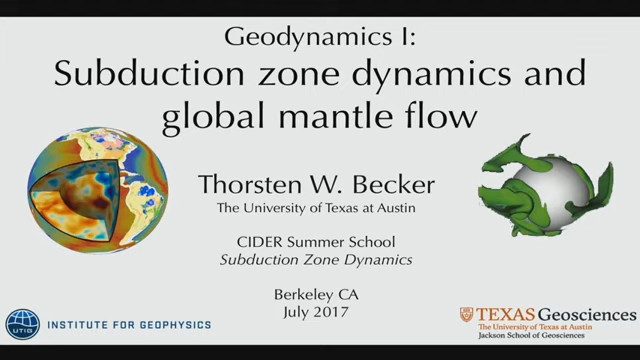 Geodynamics I:
Subduction zone dynamics and
global mantle flow
Thorsten W. Becker
The University of Texas at Austin
CIDER Summer School
Subduction Zone Dynamics
Berkeley CA
July 2017
UTIG
INSTITUTE FOR GEOPHYSICS
TEXAS Geosciences
The University of Texas at Austin
Jackson School of Geosciences